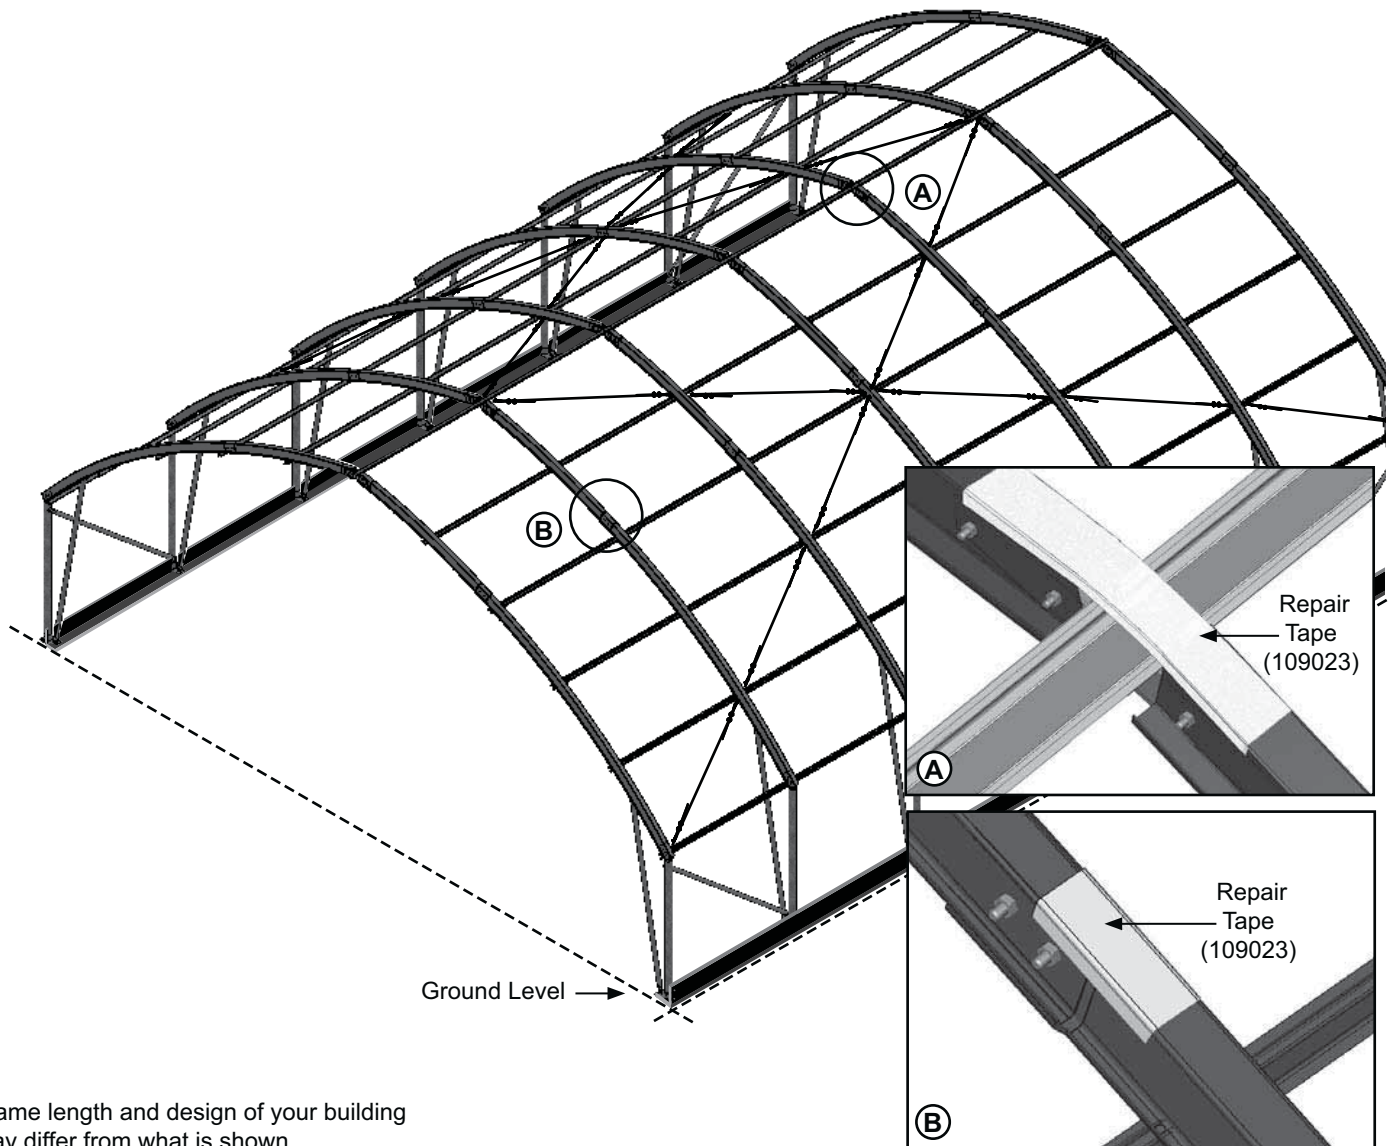 A
B
Repair
Tape
(109023)
A
Repair
Tape
(109023)
B
Ground Level
ame length and design of your building
ay differ from what is shown